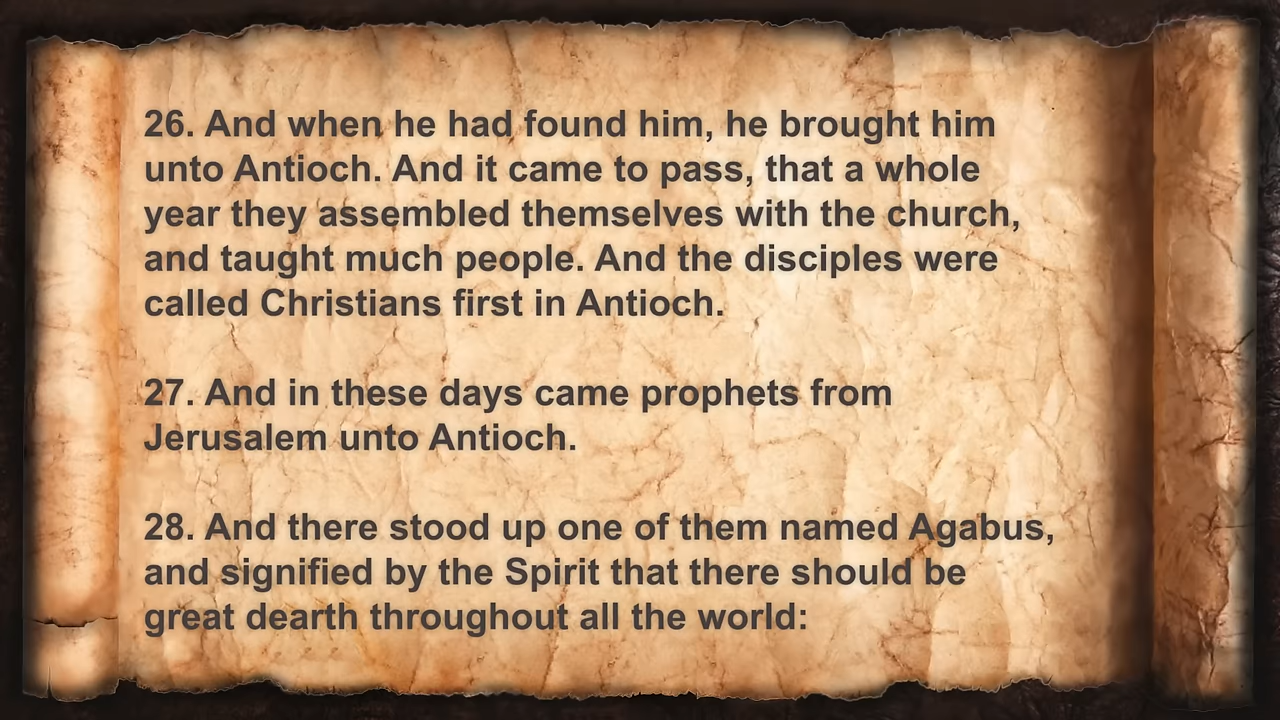 26. And when he had found him, he brought him
unto Antioch. And it came to pass, that a whole
year they assembled themselves with the church,
and taught much people. And the disciples were
called Christians first in Antioch.
27. And in these days came prophets from
Jerusalem unto Antioch.
28. And there stood up one of them named Agabus,
and signified by the Spirit that there should be
great dearth throughout all the world: